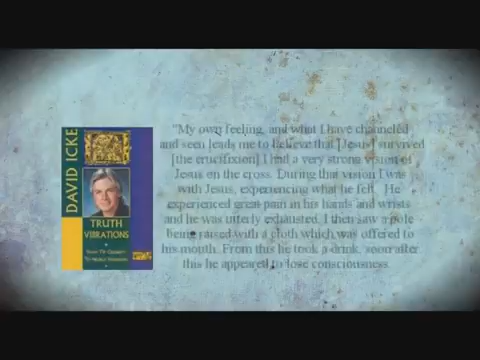 DAVID ICKE
TRUTH
VIBRATIONS
"My own feeling, and what I have channeled
and seen leads me to believe that [Jesus] survived
[the crucifixion] I had a very strong vision of
Jesus on the cross. During that vision I was
with Jesus, experiencing what he felt. He
experienced great pain in his hands and wrists
and he was utterly exhausted. I then saw a pole
being raised with a cloth which was offered to
his mouth. From this he took a drink, soon after
this he appeared to lose consciousness.